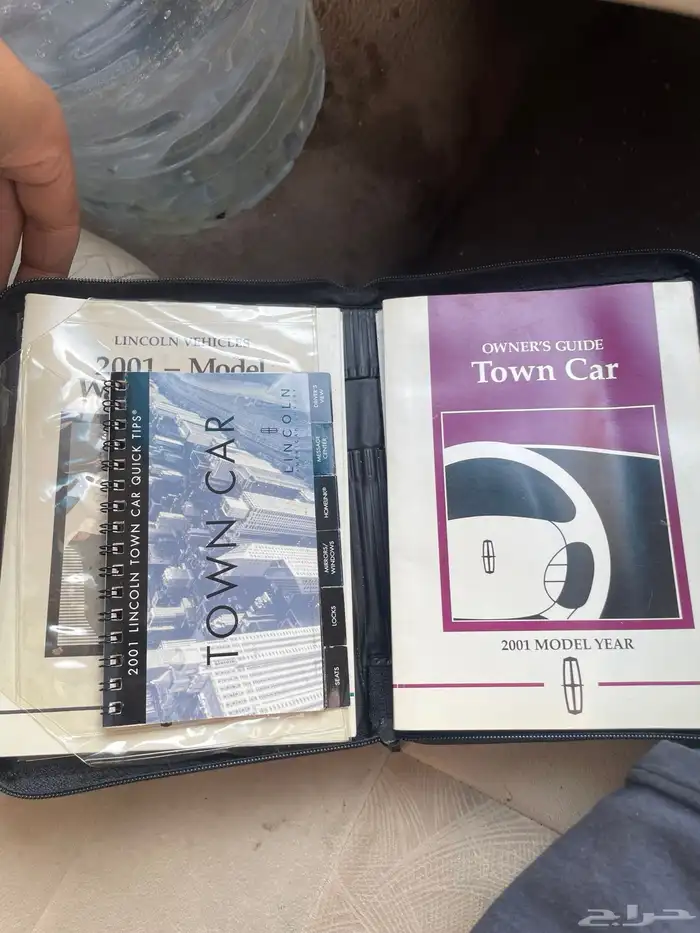 LINCOLN VEHICLES
2001 – Model
2001 LINCOLN TOWN CAR QUICK TIPS®
TOWN CAR
LINCOLN
DRIVER'S
VIEW
MESSAGE
CENTER
HOMELINK®
MIRRORS/
WINDOWS
LOCKS
SEATS
OWNER'S GUIDE
Town Car
2001 MODEL YEAR
حراج